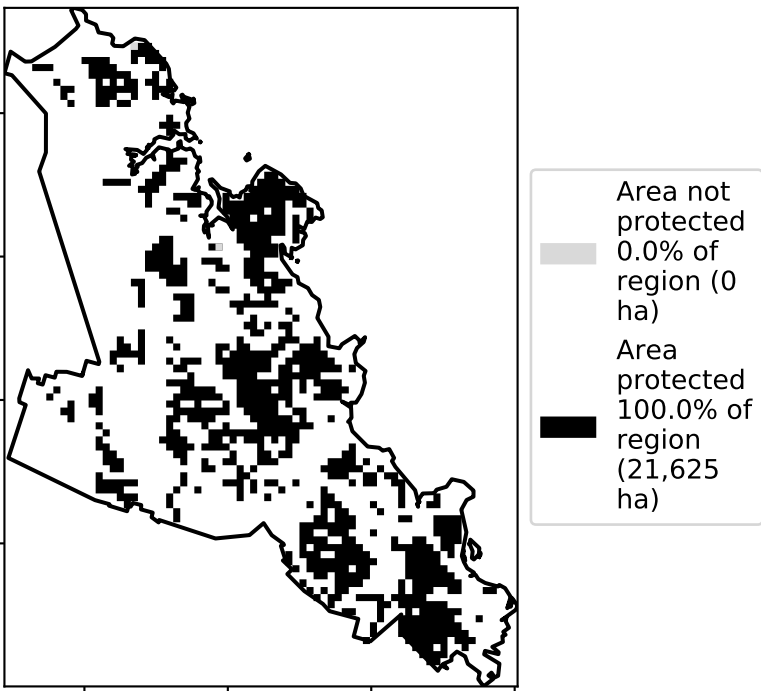 Area not
protected
0.0% of
region (0
ha)
Area
protected
100.0% of
region
(21,625
ha)